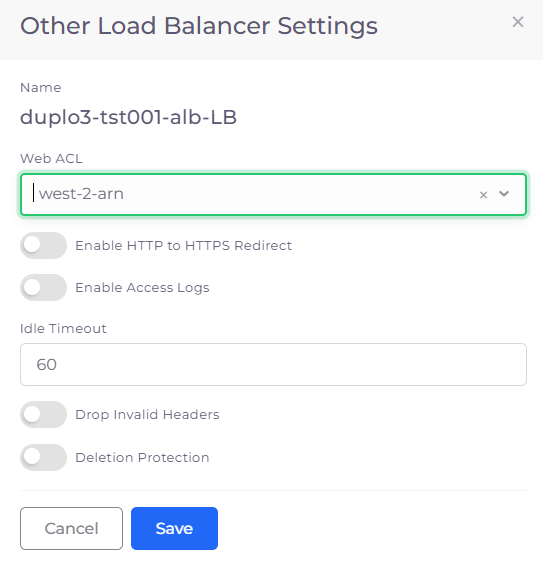 Other Load Balancer Settings
Name
duplo3-tst001-alb-LB
Web ACL
west-2-arn
Enable HTTP to HTTPS Redirect
Enable Access Logs
Idle Timeout
60
Drop Invalid Headers
Deletion Protection
Cancel Save